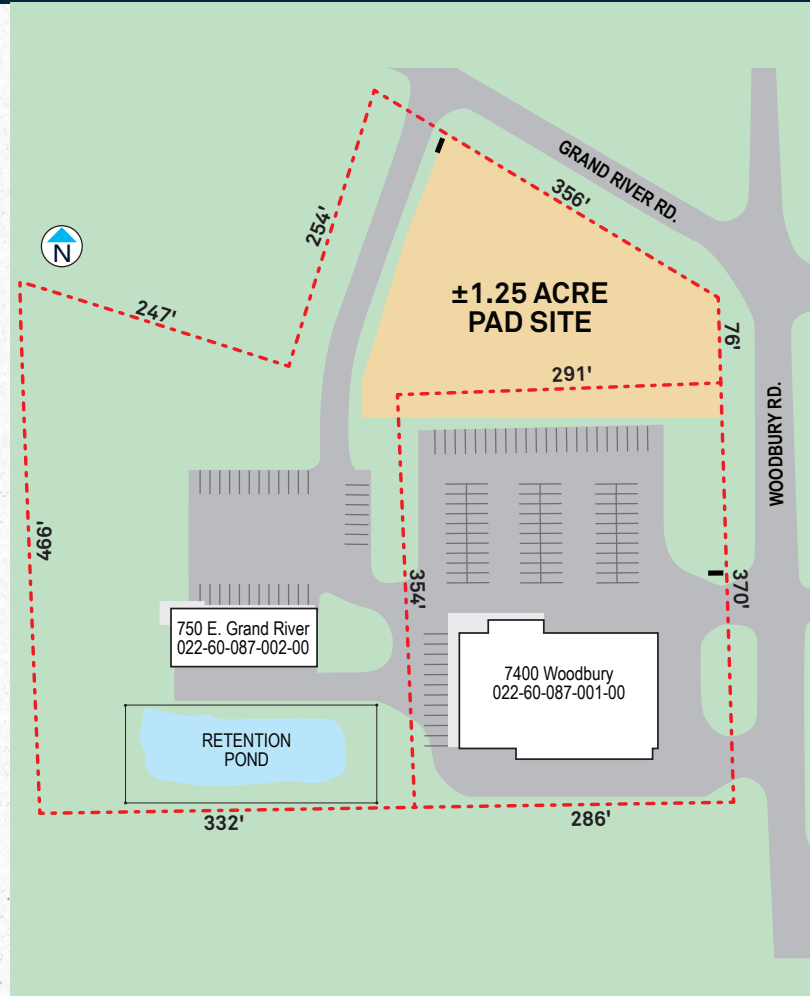 GRAND RIVER RD.
356'
254'
N
247'
±1.25 ACRE
PAD SITE
76'
291'
WOODBURY RD.
466'
354'
370'
750 E. Grand River
022-60-087-002-00
7400 Woodbury
022-60-087-001-00
RETENTION
POND
332'
286'